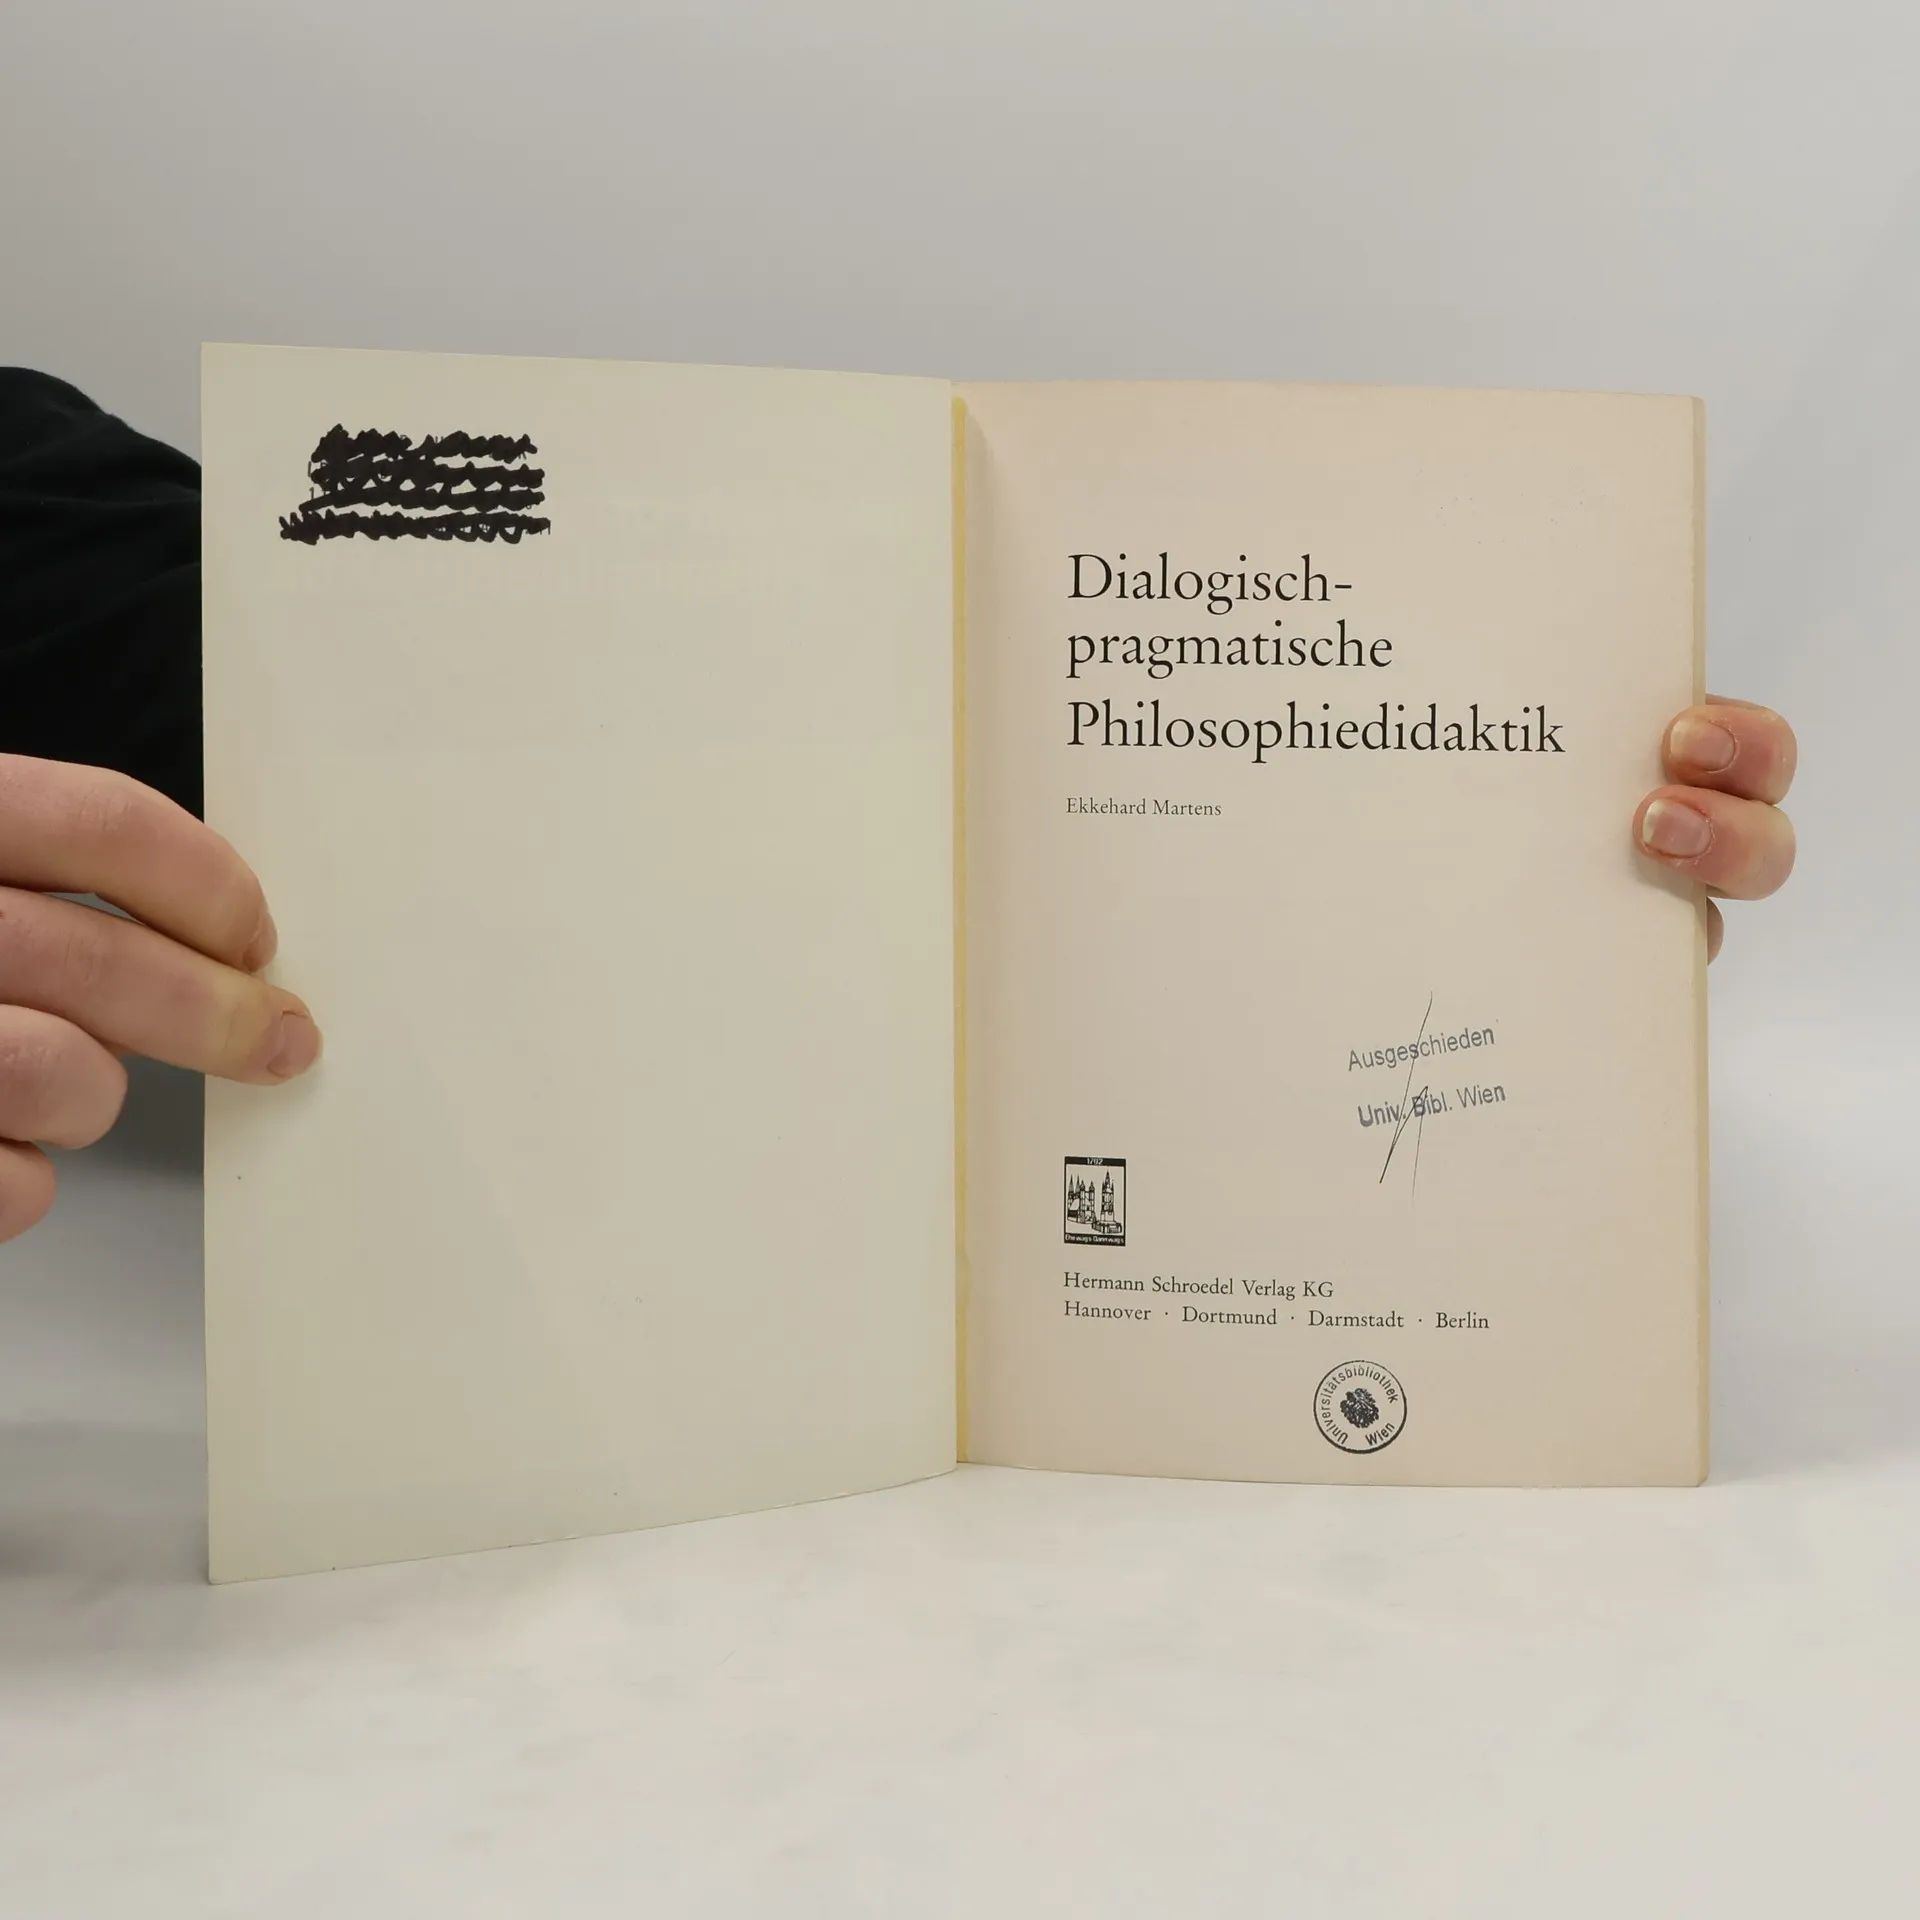 Dialogisch-
pragmatische
Philosophiedidaktik
Ekkehard Martens
Ausgeschieden
Univ. Bibl. Wien
1792
Hermann Schroedel Verlag KG
Hannover · Dortmund · Darmstadt · Berlin
Universitätsbibliothek
Wien